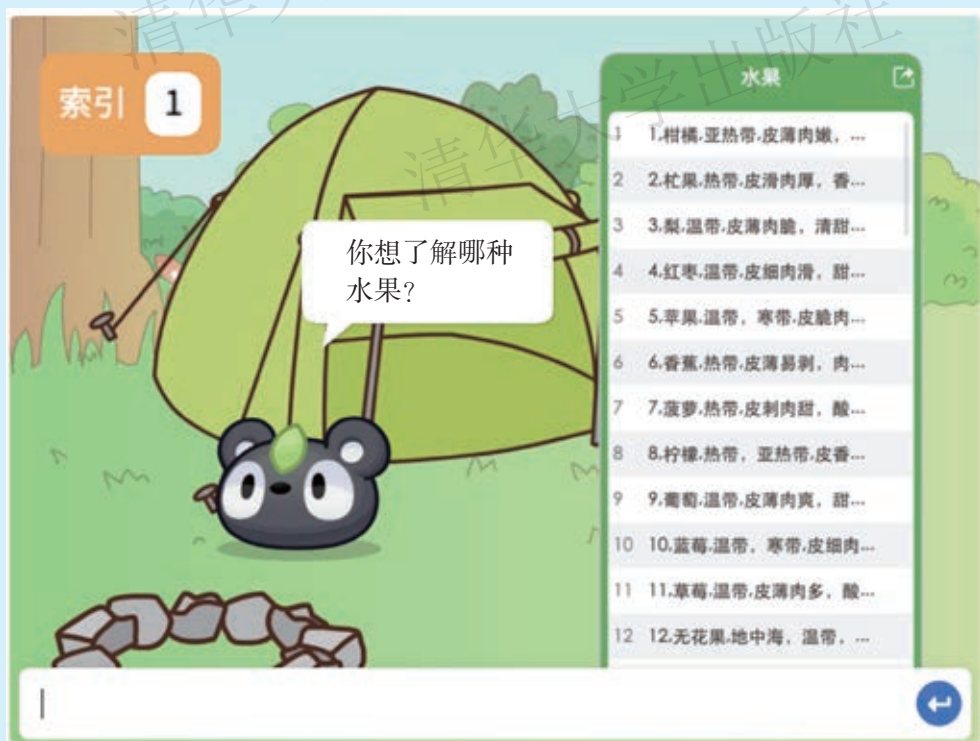 清华大学出版社
清华大学出版社
索引 1
水果
1 1,柑橘,亚热带,皮薄肉嫩，...
2 2,杧果,热带,皮滑肉厚，香...
3 3,梨,温带,皮薄肉脆，清甜...
4 4,红枣,温带,皮细肉滑，甜...
5 5,苹果,温带，寒带,皮脆肉...
6 6,香蕉,热带,皮薄易剥，肉...
7 7,菠萝,热带,皮刺肉甜，酸...
8 8,柠檬,热带，亚热带,皮香...
9 9,葡萄,温带,皮薄肉爽，甜...
10 10,蓝莓,温带，寒带,皮细肉...
11 11,草莓,温带,皮薄肉多，酸...
12 12,无花果,地中海，温带，...
你想了解哪种
水果？